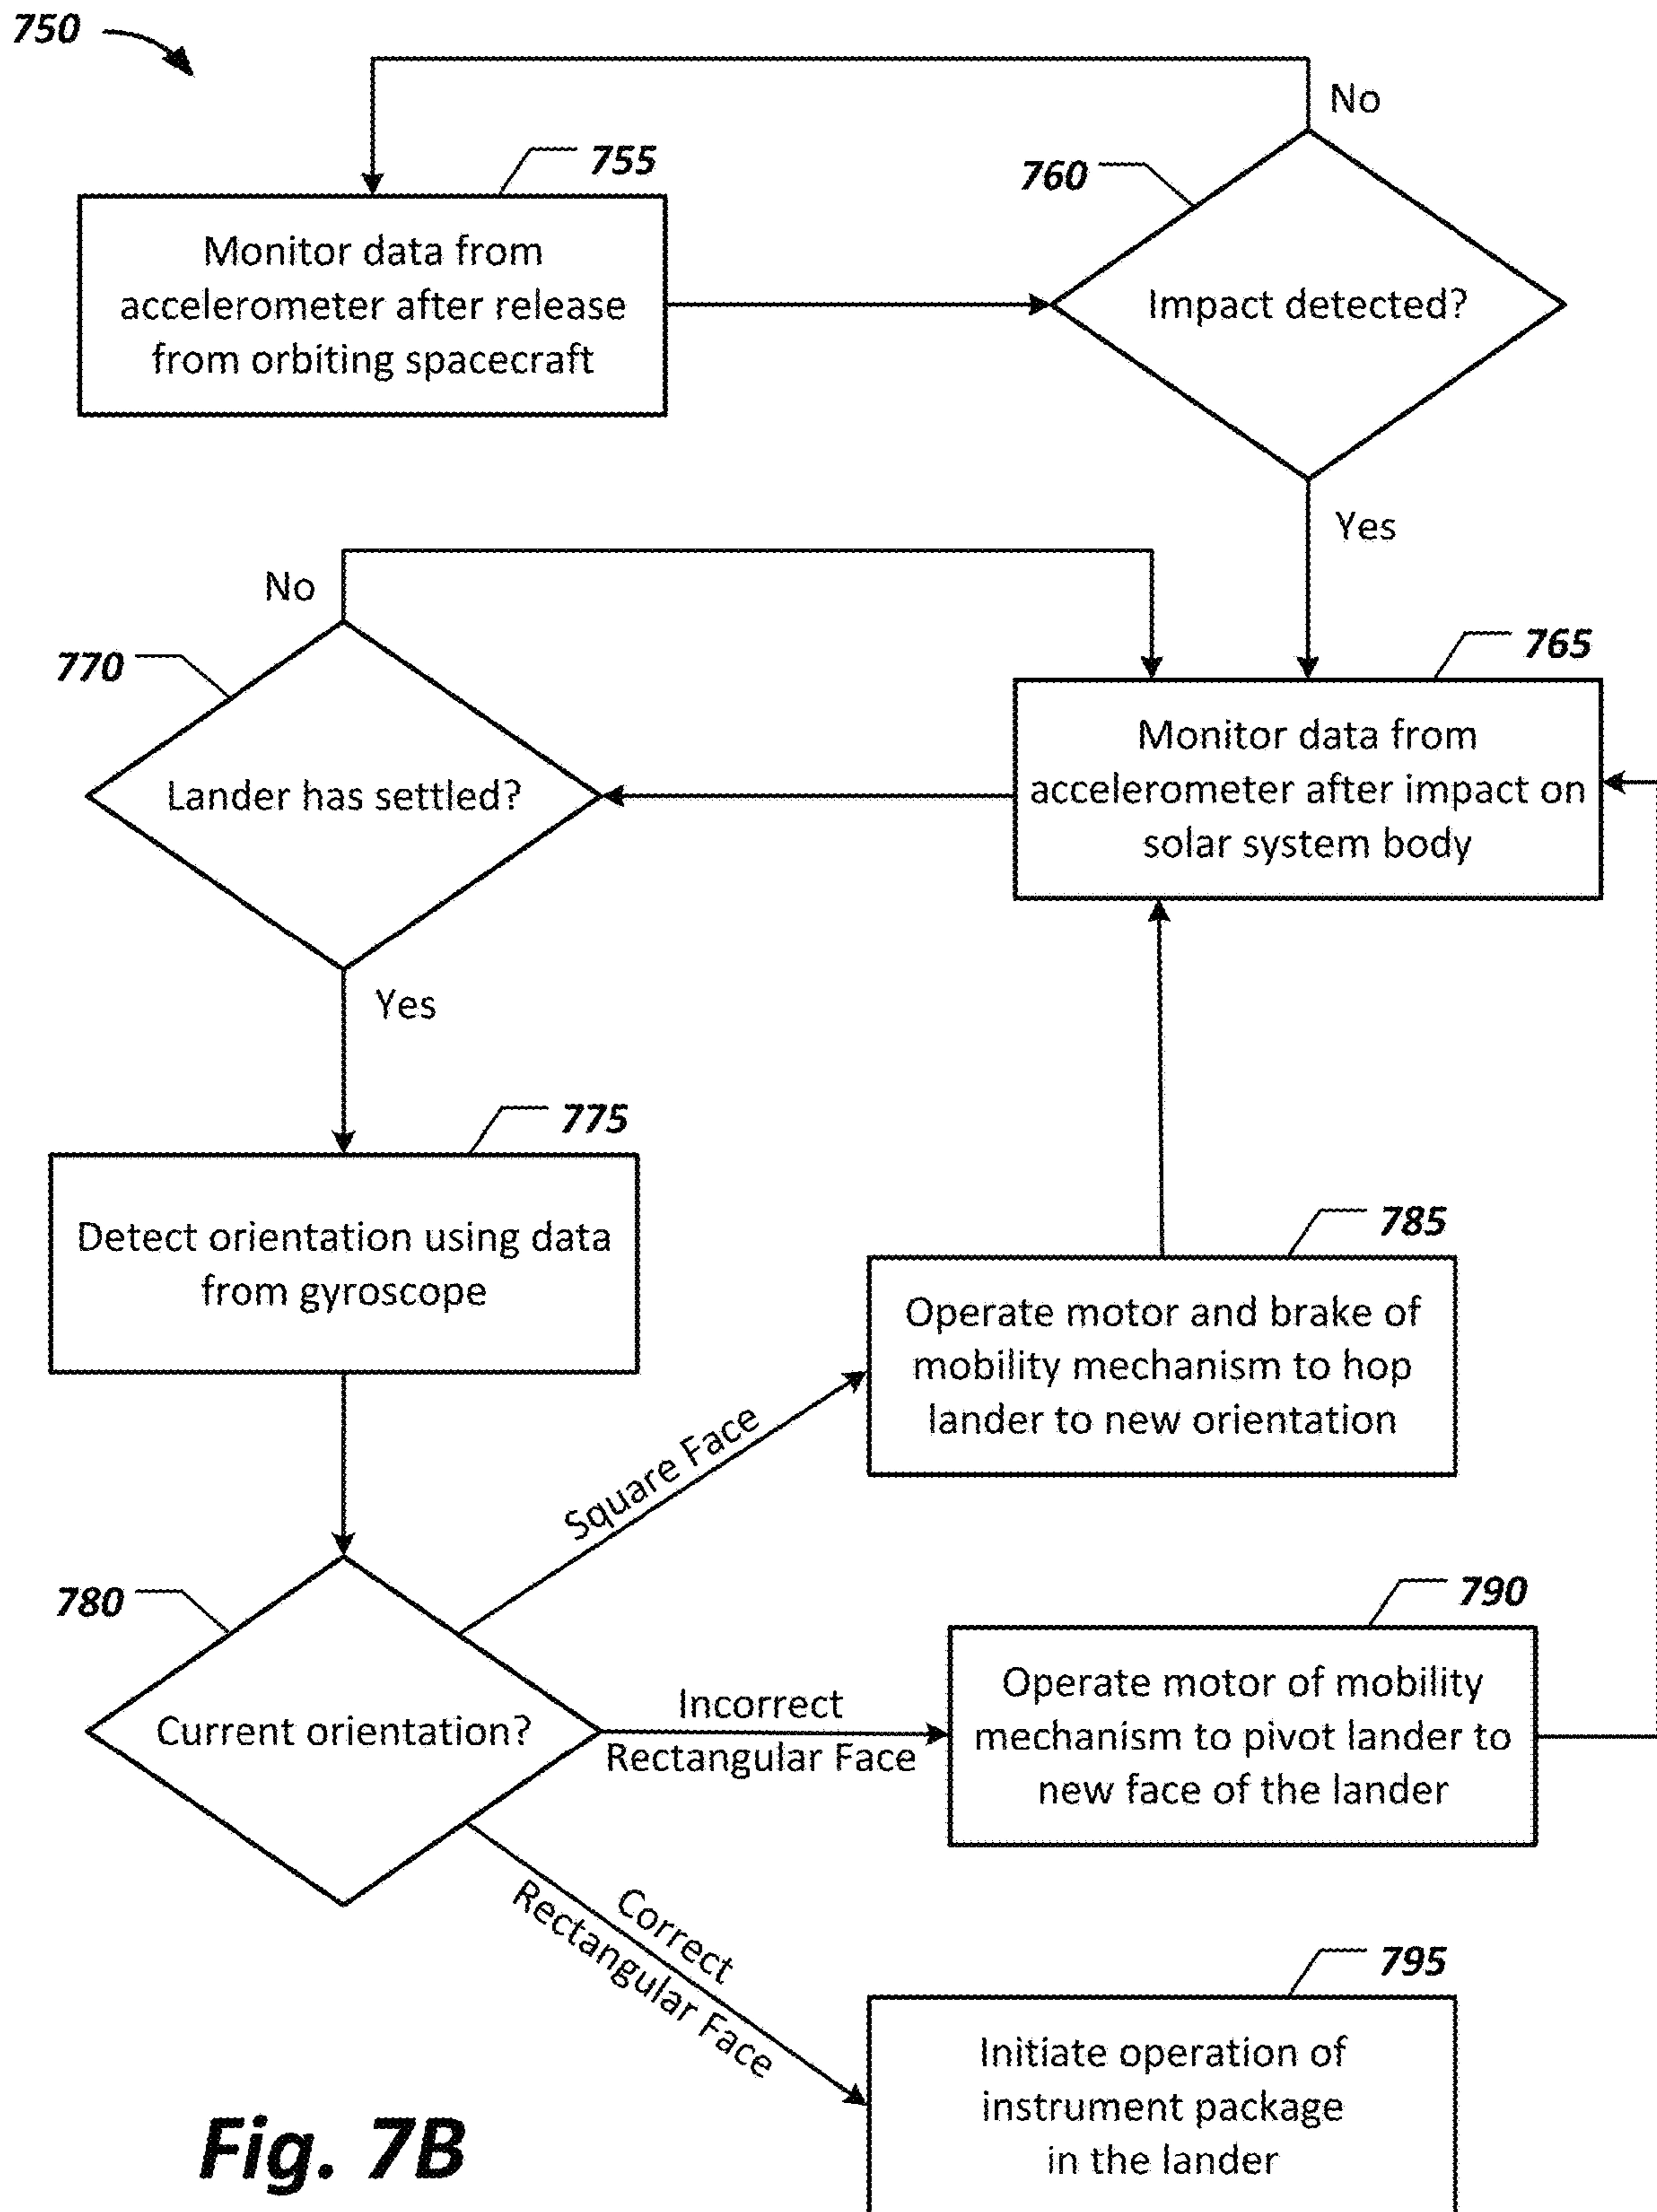 750
No
755
760
Monitor data from
accelerometer after release
from orbiting spacecraft
Impact detected?
Yes
No
770
765
Lander has settled?
Monitor data from
accelerometer after impact on
solar system body
Yes
775
Detect orientation using data
from gyroscope
785
Operate motor and brake of
mobility mechanism to hop
lander to new orientation
Square Face
780
790
Current orientation?
Incorrect
Rectangular Face
Operate motor of mobility
mechanism to pivot lander to
new face of the lander
Correct
Rectangular Face
795
Initiate operation of
instrument package
in the lander
Fig. 7B